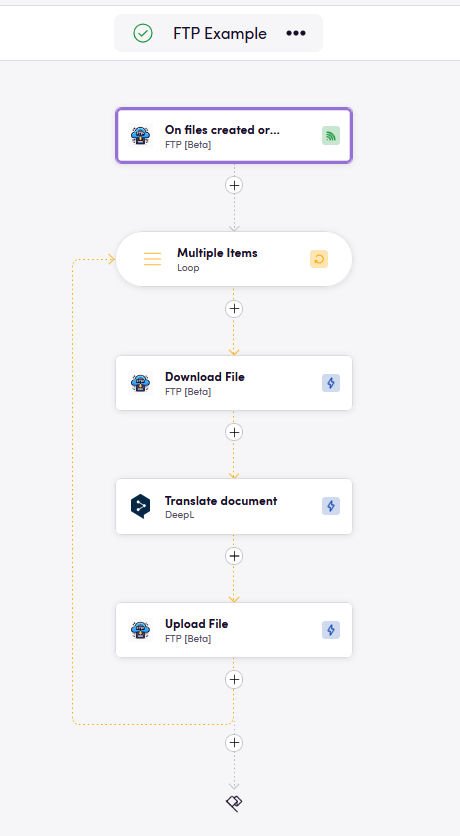 FTP Example
On files created or...
FTP [Beta]
Multiple Items
Loop
Download File
FTP [Beta]
Translate document
DeepL
Upload File
FTP [Beta]